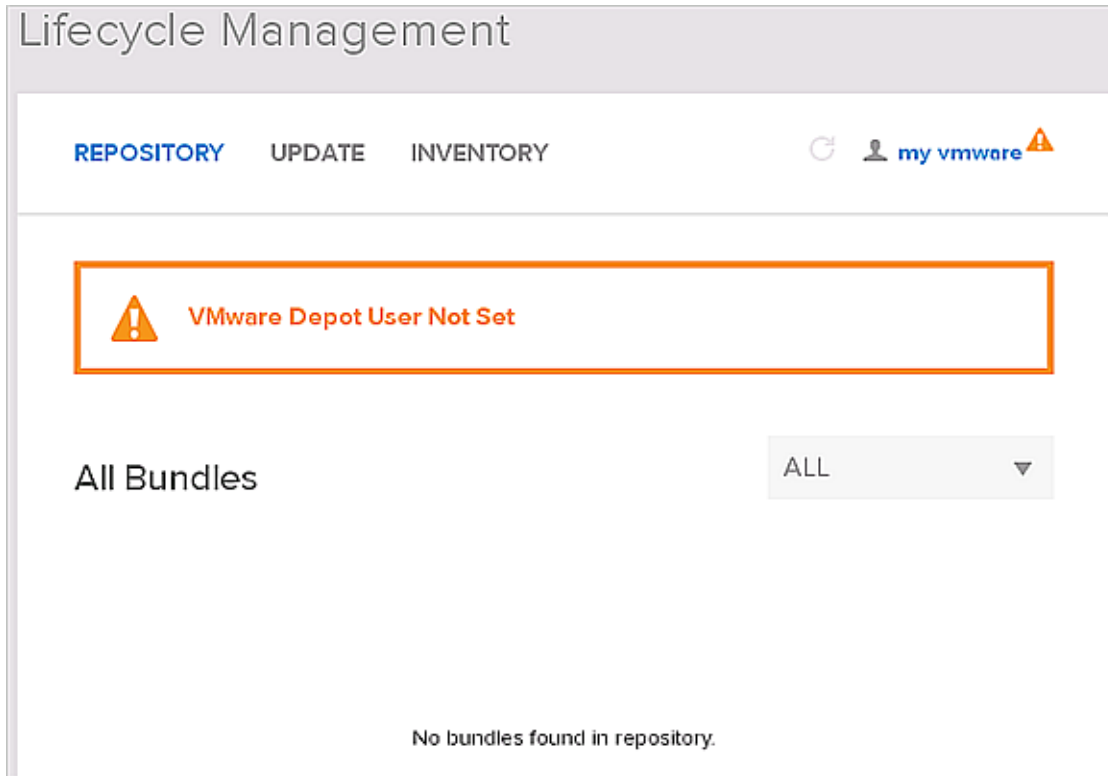 Lifecycle Management
REPOSITORY UPDATE INVENTORY my vmware
VMware Depot User Not Set
All Bundles ALL
No bundles found in repository.